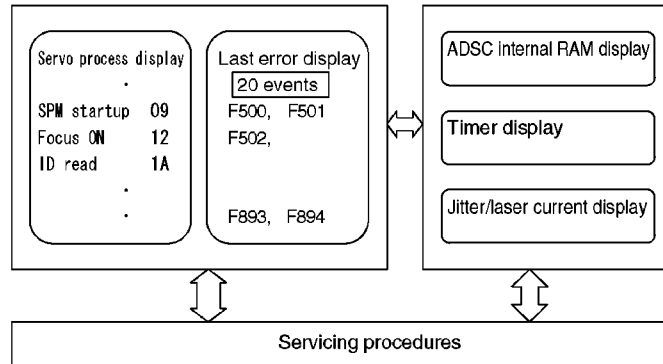 Servo process display
.
SPM startup 09
Focus ON 12
ID read 1A
.
.
Last error display
20 events
F500, F501
F502,
F893, F894
ADSC internal RAM display
Timer display
Jitter/laser current display
Servicing procedures